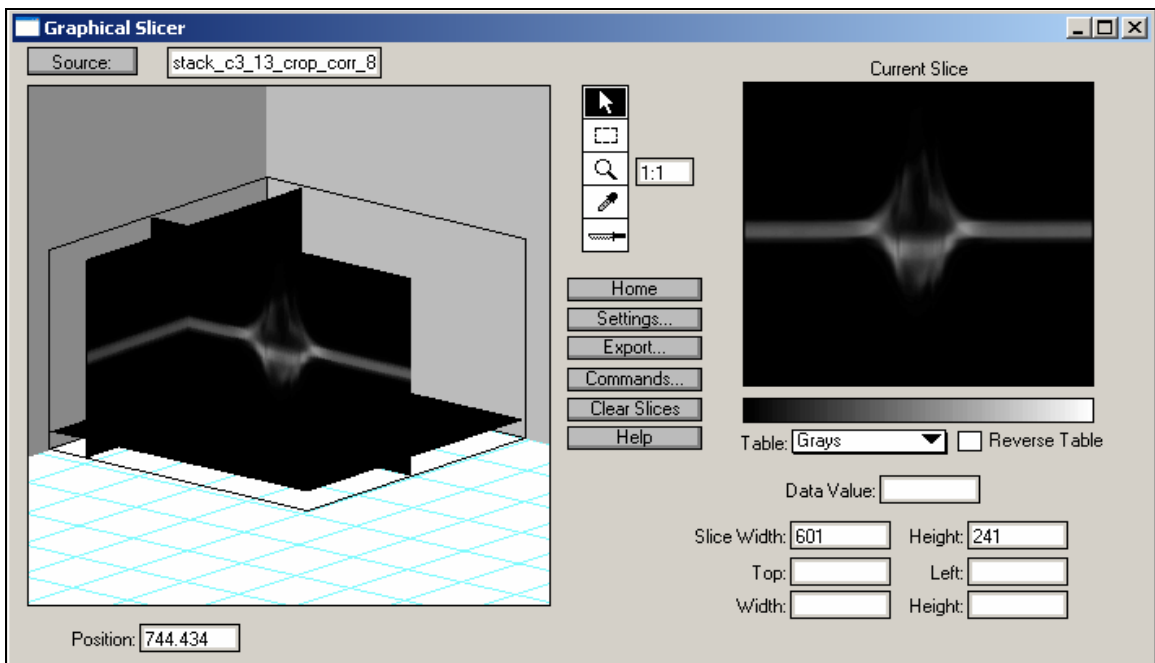 Graphical Slicer
Source: stack_c3_13_crop_corr_8
Current Slice
1:1
Home
Settings...
Export...
Commands...
Clear Slices
Help
Table: Grays Reverse Table
Data Value:
Slice Width: 601 Height: 241
Top: Left:
Width: Height:
Position: 744.434